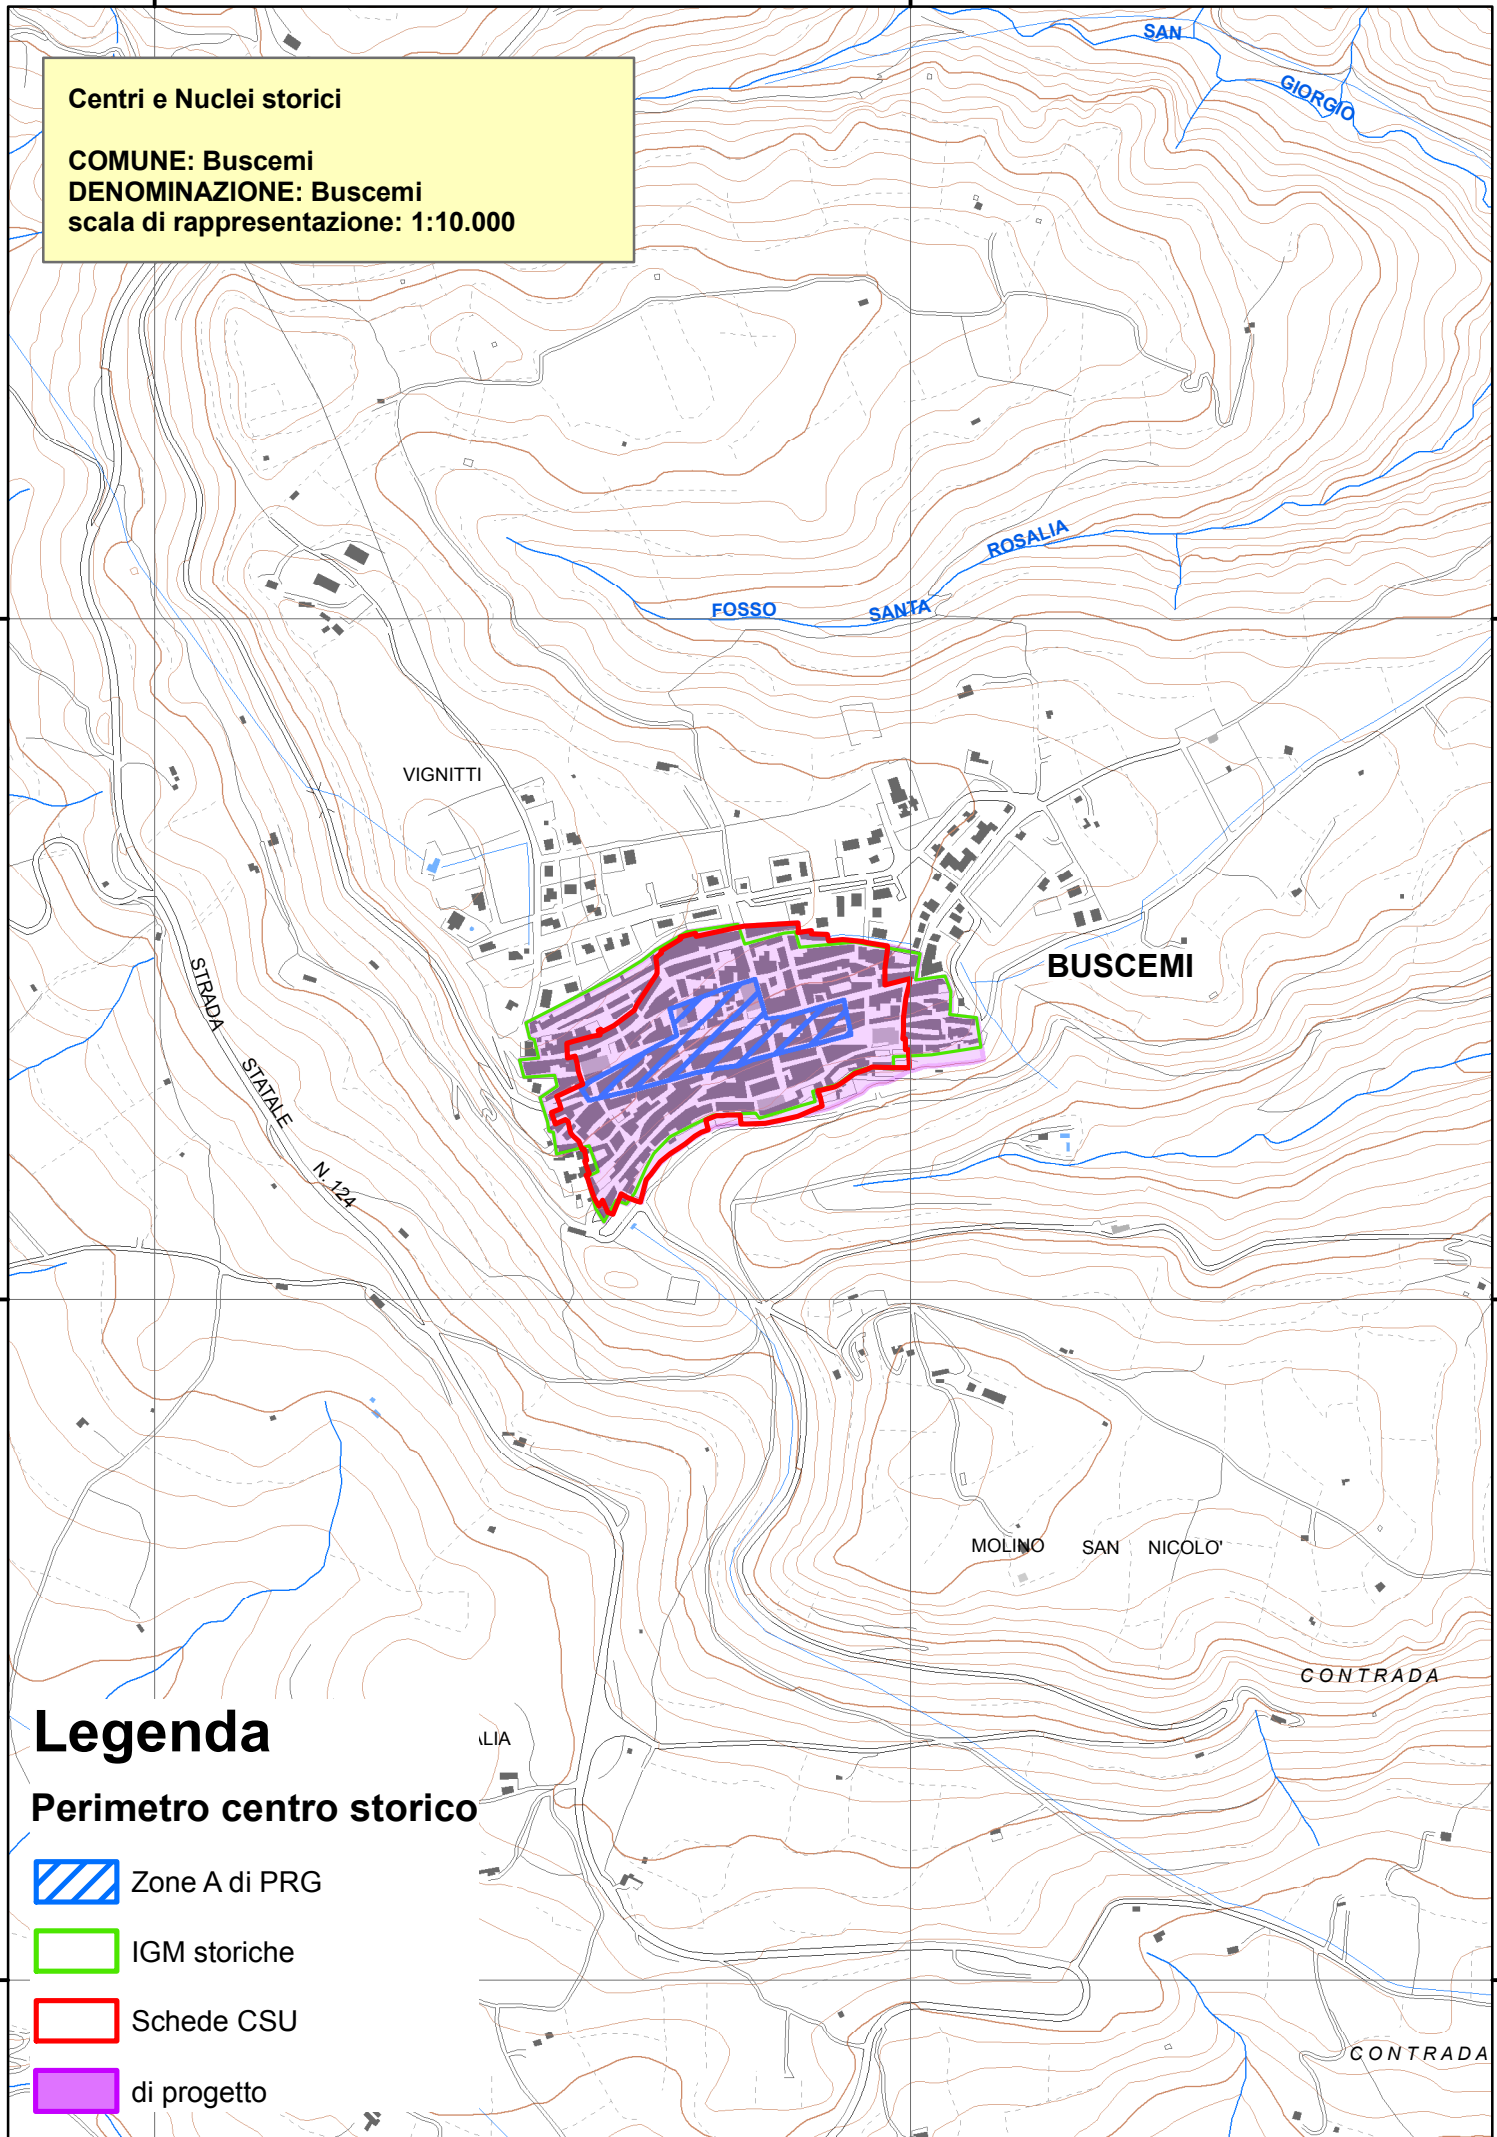 Centri e Nuclei storici
COMUNE: Buscemi
DENOMINAZIONE: Buscemi
scala di rappresentazione: 1:10.000
SAN
GIORGIO
ROSALIA
FOSSO
SANTA
VIGNITTI
BUSCEMI
STRADA
STATALE
N. 124
MOLINO SAN NICOLO'
CONTRADA
LIA
CONTRADA
Legenda
Perimetro centro storico
Zone A di PRG
IGM storiche
Schede CSU
di progetto